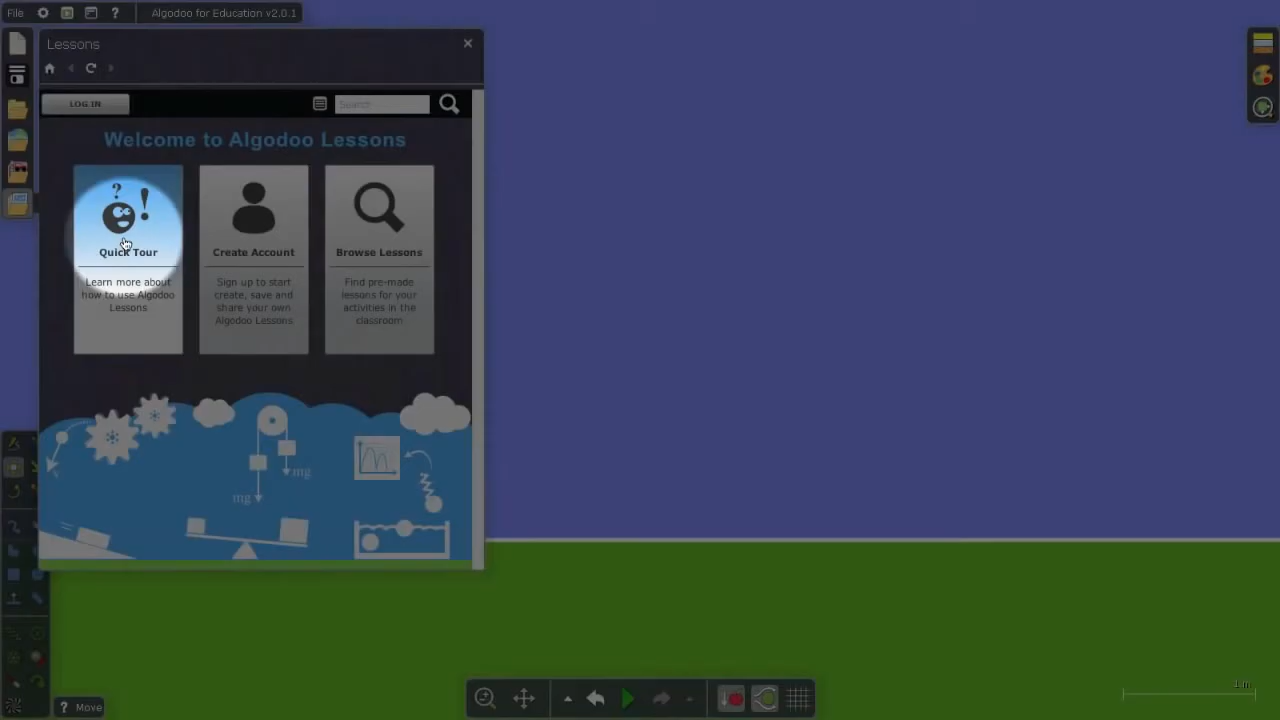 File
? Algodoo for Education v2.0.1
Lessons
LOG IN
Search
Welcome to Algodoo Lessons
? !
Quick Tour
Learn more about
how to use Algodoo
Lessons
Create Account
Sign up to start
create, save and
share your own
Algodoo Lessons
Browse Lessons
Find pre-made
lessons for your
activities in the
classroom
mg
mg
? Move
1 m